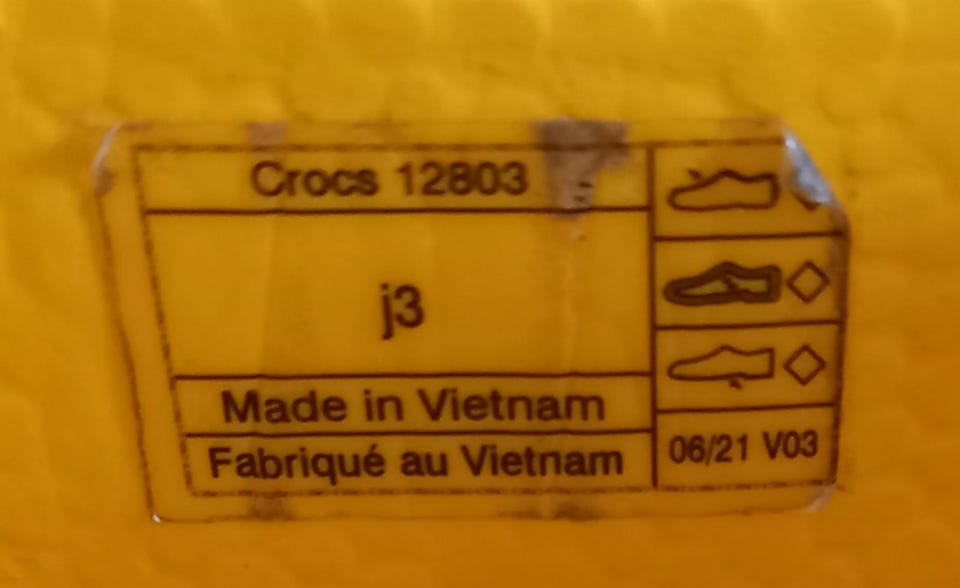 Crocs 12803
j3
Made in Vietnam
Fabriqué au Vietnam
06/21 V03